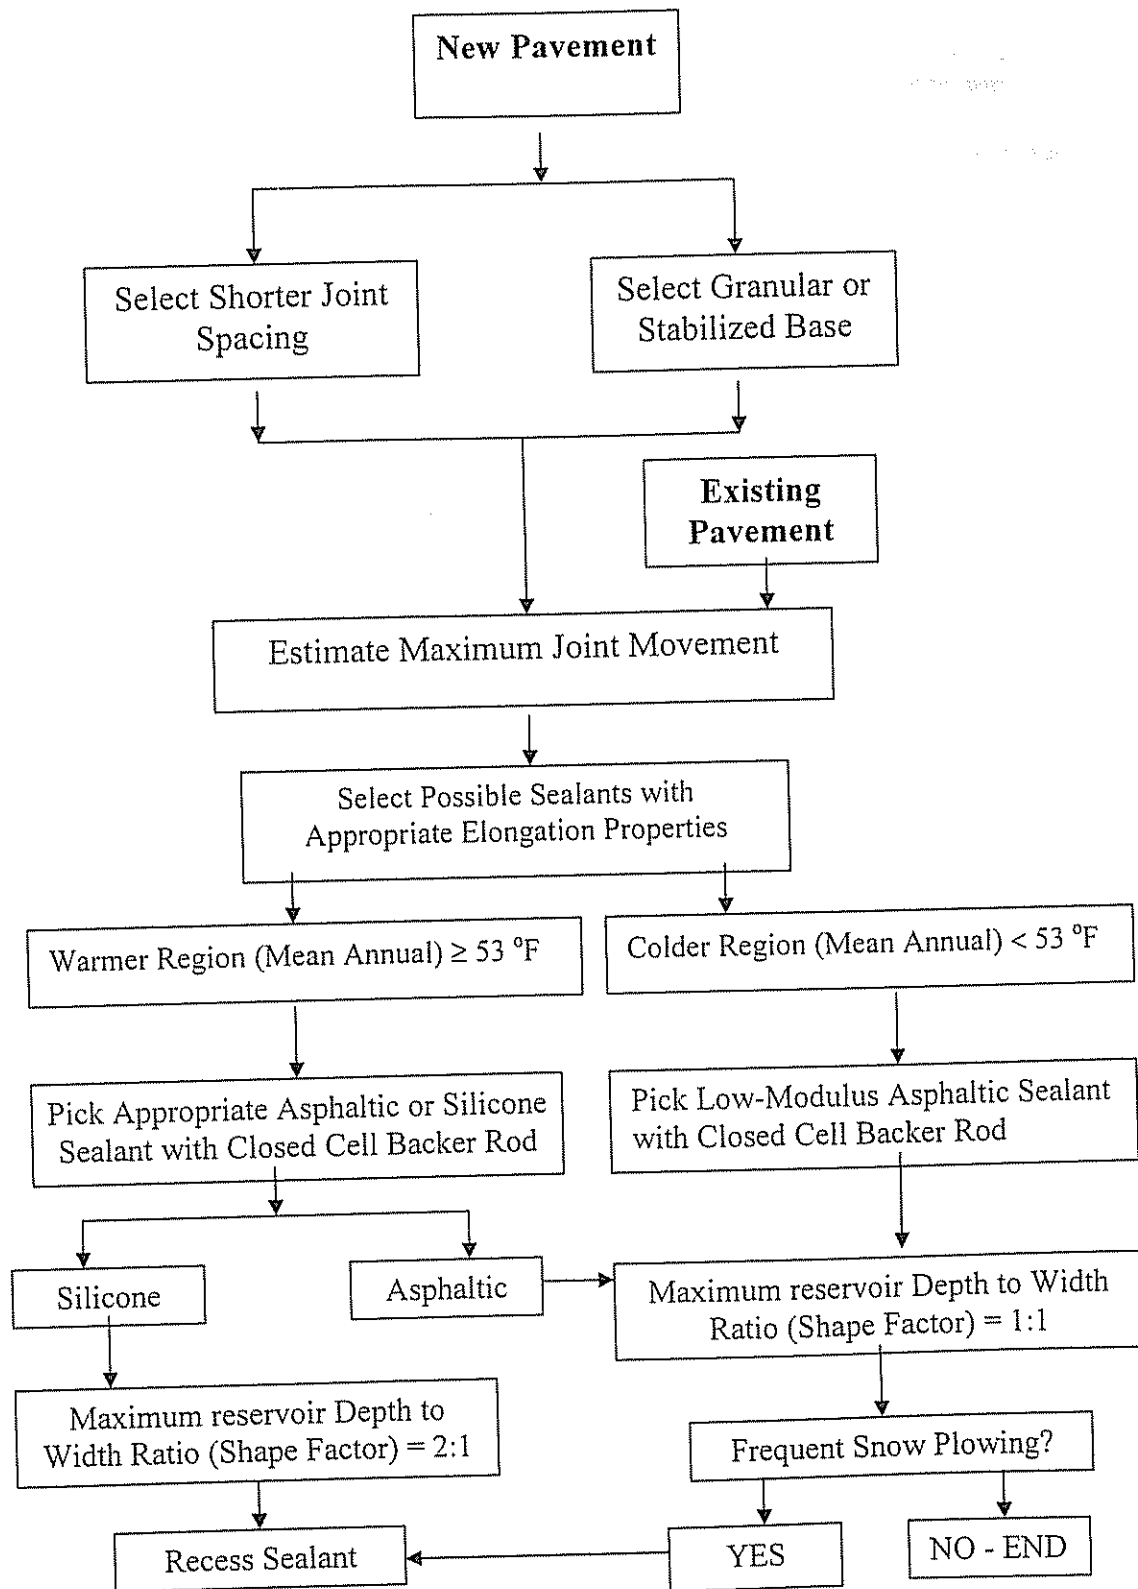 New Pavement
Select Shorter Joint
Spacing
Select Granular or
Stabilized Base
Existing
Pavement
Estimate Maximum Joint Movement
Select Possible Sealants with
Appropriate Elongation Properties
Warmer Region (Mean Annual) ≥ 53 °F
Colder Region (Mean Annual) < 53 °F
Pick Appropriate Asphaltic or Silicone
Sealant with Closed Cell Backer Rod
Pick Low-Modulus Asphaltic Sealant
with Closed Cell Backer Rod
Silicone
Asphaltic
Maximum reservoir Depth to Width
Ratio (Shape Factor) = 1:1
Maximum reservoir Depth to
Width Ratio (Shape Factor) = 2:1
Frequent Snow Plowing?
Recess Sealant
YES
NO - END